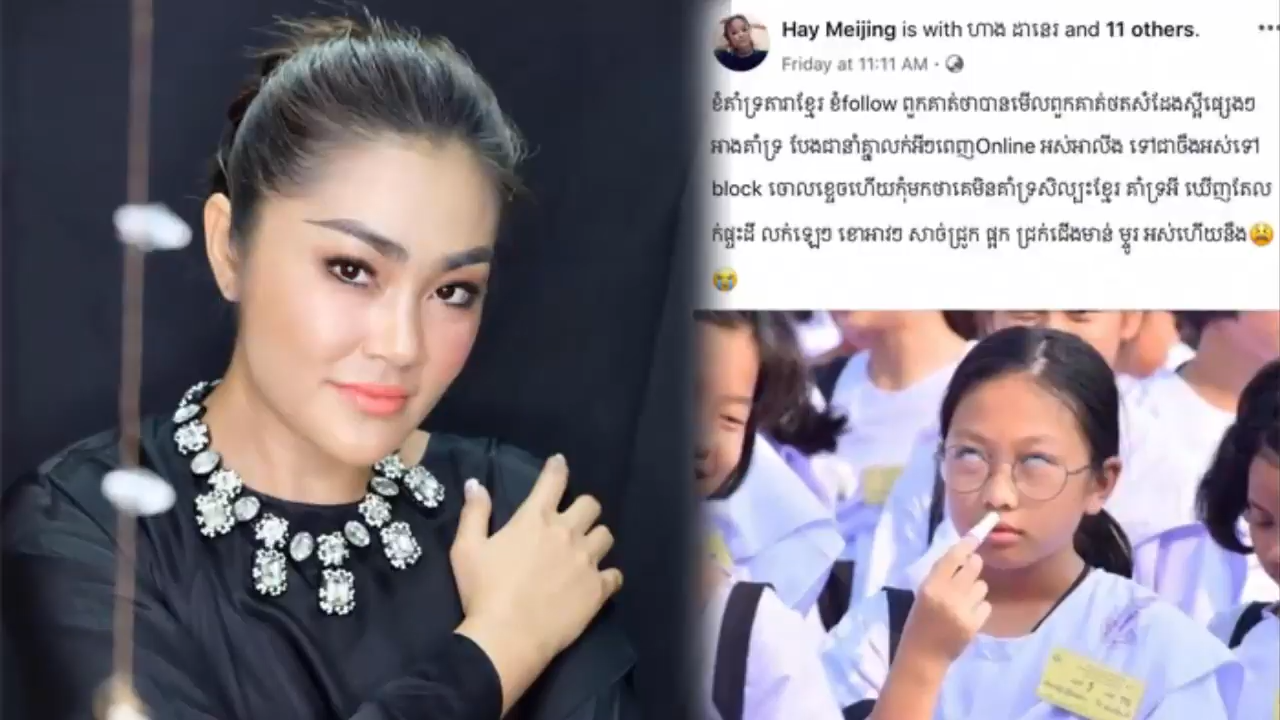 Hay Meijing is with ហាង ដានេរ and 11 others.
Friday at 11:11 AM
ខំគាំទ្រតារាខ្មែរ ខំfollow ពួកគាត់ថាបានមើលពួកគាត់ថតសំដែងស្អីផ្សេងៗ
អាងគាំទ្រ បែងជានាំគ្នាលក់អីៗពេញOnline អស់អាលីង ទៅជាចឹងអស់ទៅ
block ចោលខ្ទេចហើយកុំមកថាគេមិនគាំទ្រសិល្បះខ្មែរ គាំទ្រអី ឃើញតែល
ក់ផ្ទះដី លក់ឡេៗ ខោអាវៗ សាច់ជ្រូក ផ្អក ជ្រក់ជើងមាន់ ម្ជូរ អស់ហើយនឹង😫
😭